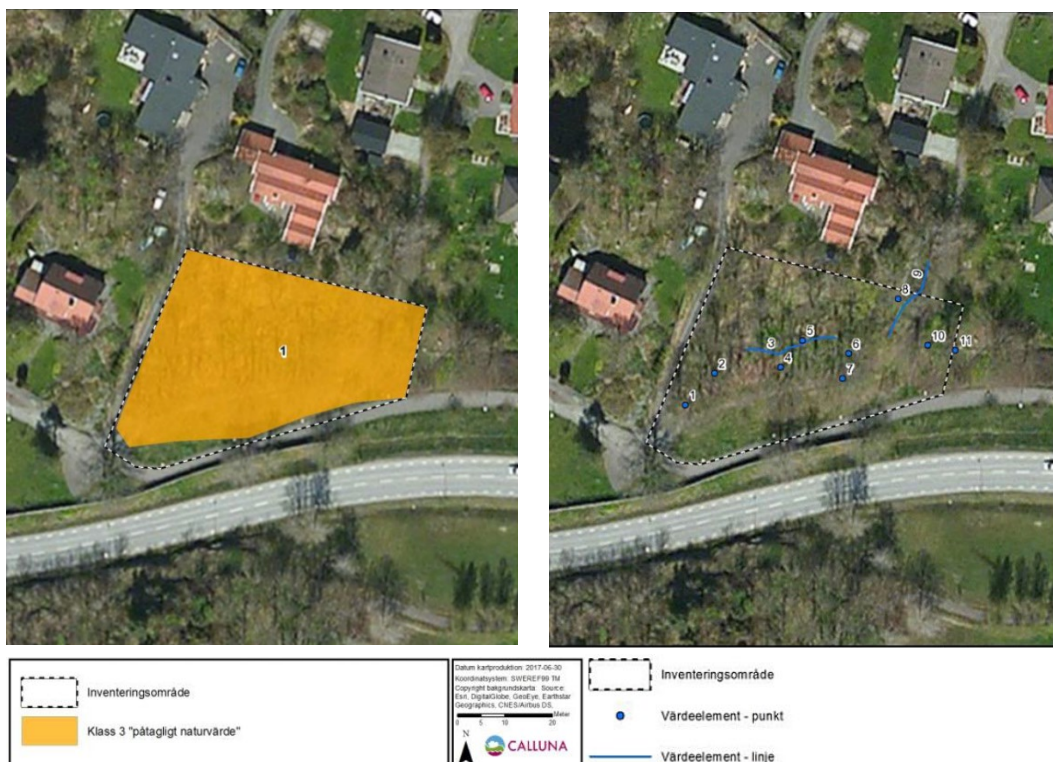 1
1
2
3
4
5
6
7
8
9
10
11
Inventeringsområde
Klass 3 "påtagligt naturvärde"
Datum kartproduktion: 2017-06-30
Koordinatsystem: SWEREF99 TM
Copyright bakgrundskarta: Source:
Esri, DigitalGlobe, GeoEye, Earthstar
Geographics, CNES/Airbus DS,
Meter
0 5 10 20
N
CALLUNA
Inventeringsområde
Värdeelement - punkt
Värdeelement - linje